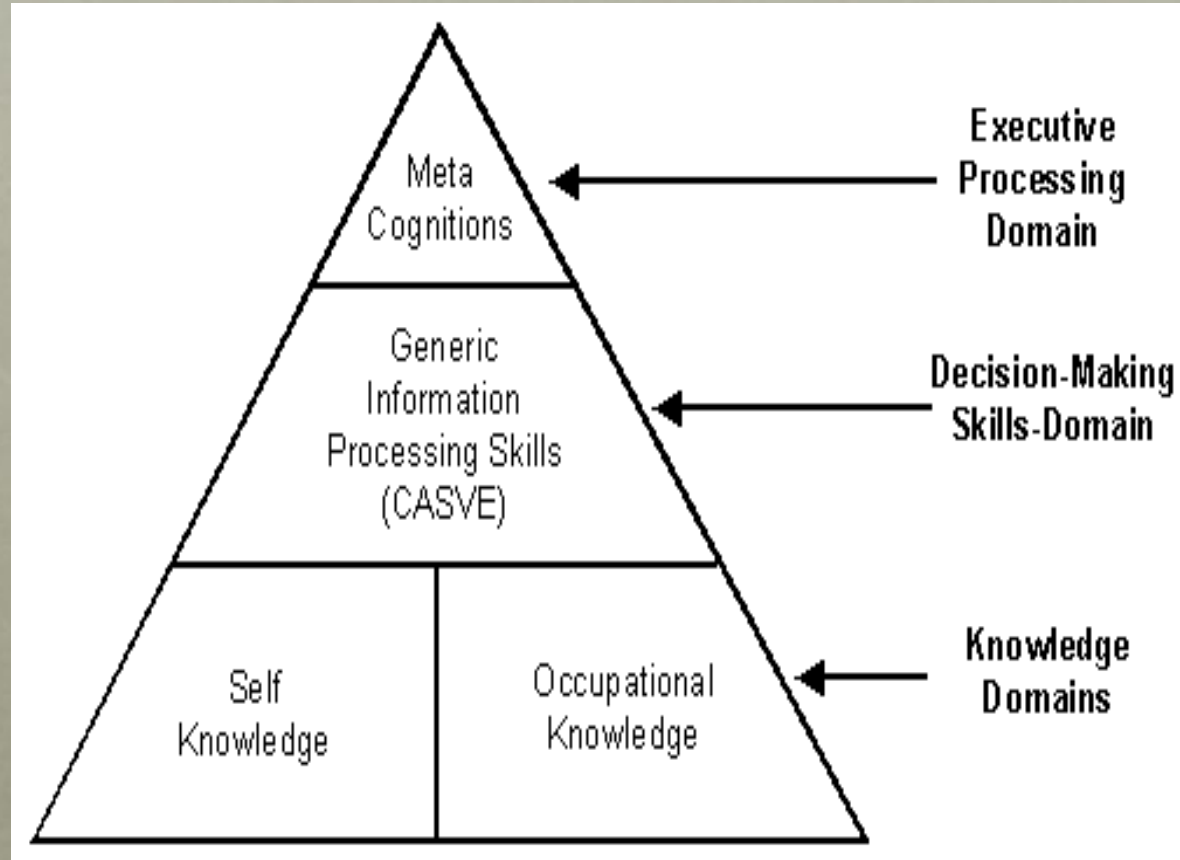 Meta
Cognitions
Executive
Processing
Domain
Generic
Information
Processing Skills
(CASVE)
Decision-Making
Skills-Domain
Self
Knowledge
Occupational
Knowledge
Knowledge
Domains